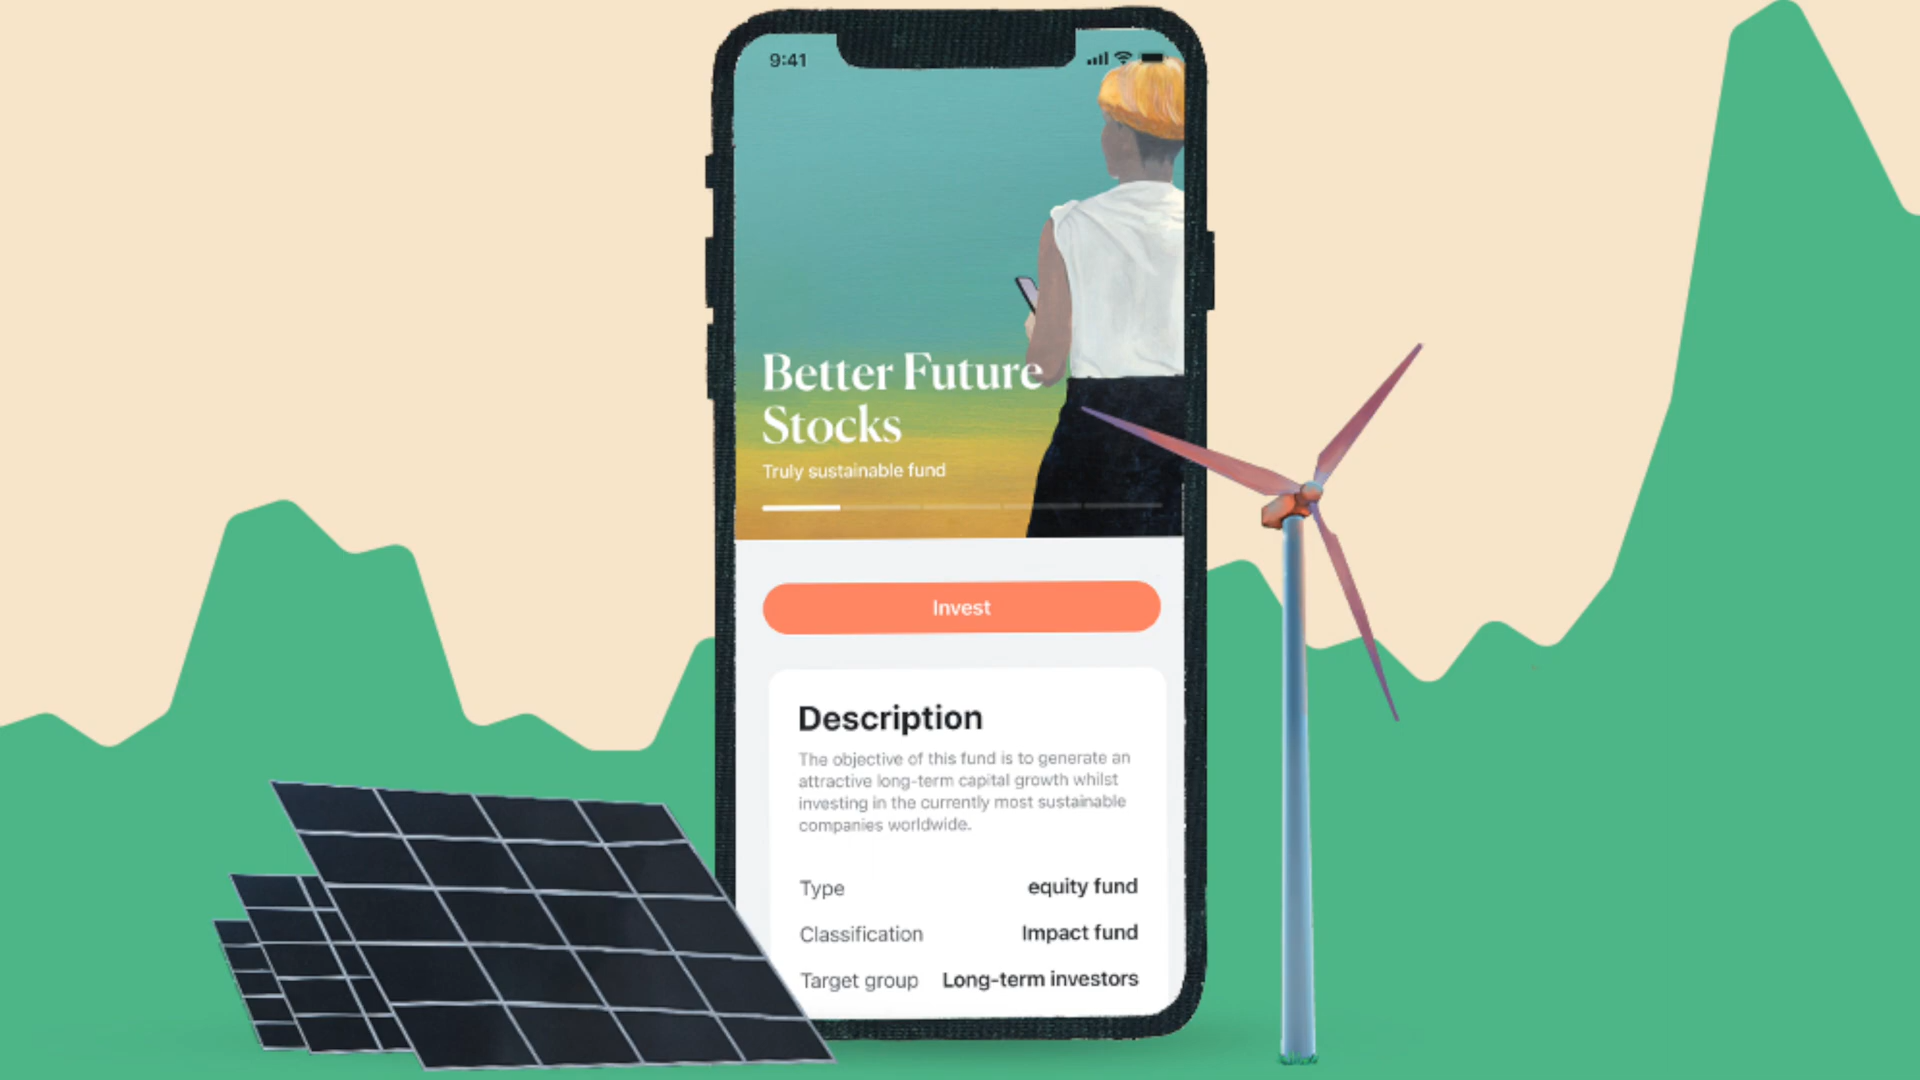 9:41
Better Future
Stocks
Truly sustainable fund
Invest
Description
The objective of this fund is to generate an
attractive long-term capital growth whilst
investing in the currently most sustainable
companies worldwide.
Type equity fund
Classification Impact fund
Target group Long-term investors